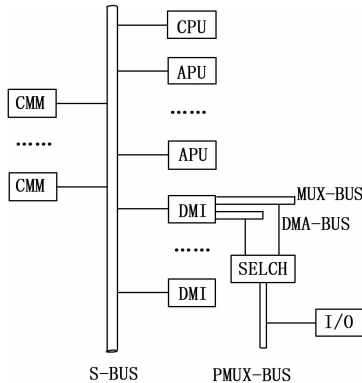 CPU
APU
CMM
……
……
CMM
APU
DMI
MUX-BUS
DMA-BUS
……
SELCH
DMI
I/O
S-BUS
PMUX-BUS